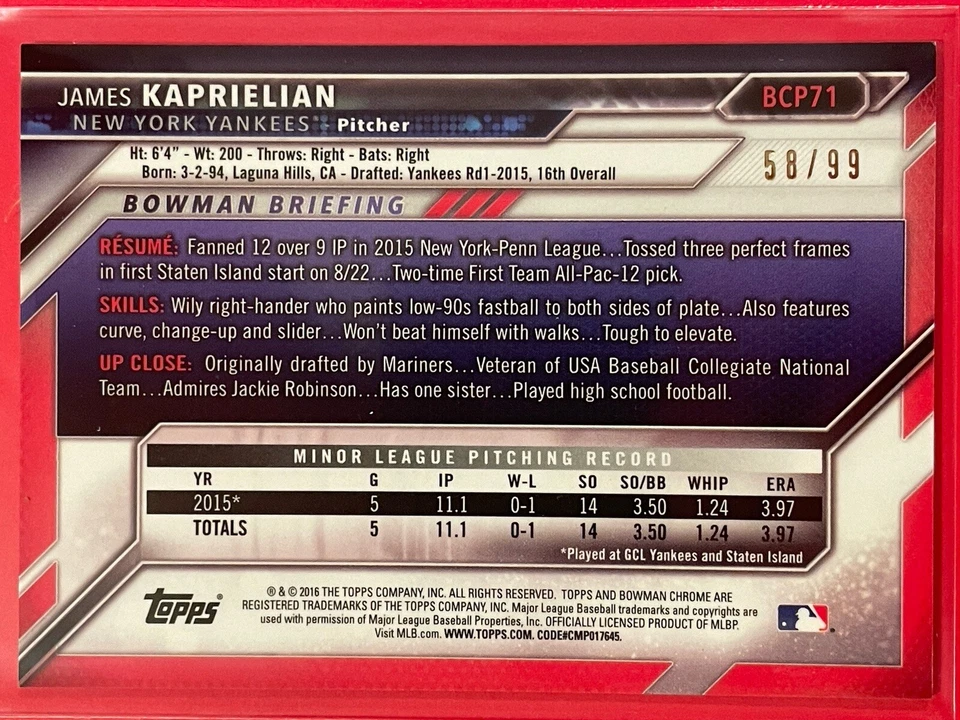 JAMES KAPRIELIAN
BCP71
NEW YORK YANKEES - Pitcher
Ht: 6'4" - Wt: 200 - Throws: Right - Bats: Right
58/99
Born: 3-2-94, Laguna Hills, CA - Drafted: Yankees Rd1-2015, 16th Overall
BOWMAN BRIEFING
RÉSUMÉ: Fanned 12 over 9 IP in 2015 New York-Penn League...Tossed three perfect frames
in first Staten Island start on 8/22...Two-time First Team All-Pac-12 pick.
SKILLS: Wily right-hander who paints low-90s fastball to both sides of plate...Also features
curve, change-up and slider...Won't beat himself with walks...Tough to elevate.
UP CLOSE: Originally drafted by Mariners...Veteran of USA Baseball Collegiate National
Team...Admires Jackie Robinson...Has one sister...Played high school football.
MINOR LEAGUE PITCHING RECORD
YR G IP W-L SO SO/BB WHIP ERA
2015* 5 11.1 0-1 14 3.50 1.24 3.97
TOTALS 5 11.1 0-1 14 3.50 1.24 3.97
*Played at GCL Yankees and Staten Island
TOPPS®
® & © 2016 THE TOPPS COMPANY, INC. ALL RIGHTS RESERVED. TOPPS AND BOWMAN CHROME ARE
REGISTERED TRADEMARKS OF THE TOPPS COMPANY, INC. Major League Baseball trademarks and copyrights are
used with permission of Major League Baseball Properties, Inc. OFFICIALLY LICENSED PRODUCT OF MLBP.
Visit MLB.com. WWW.TOPPS.COM. CODE#CMP017645.